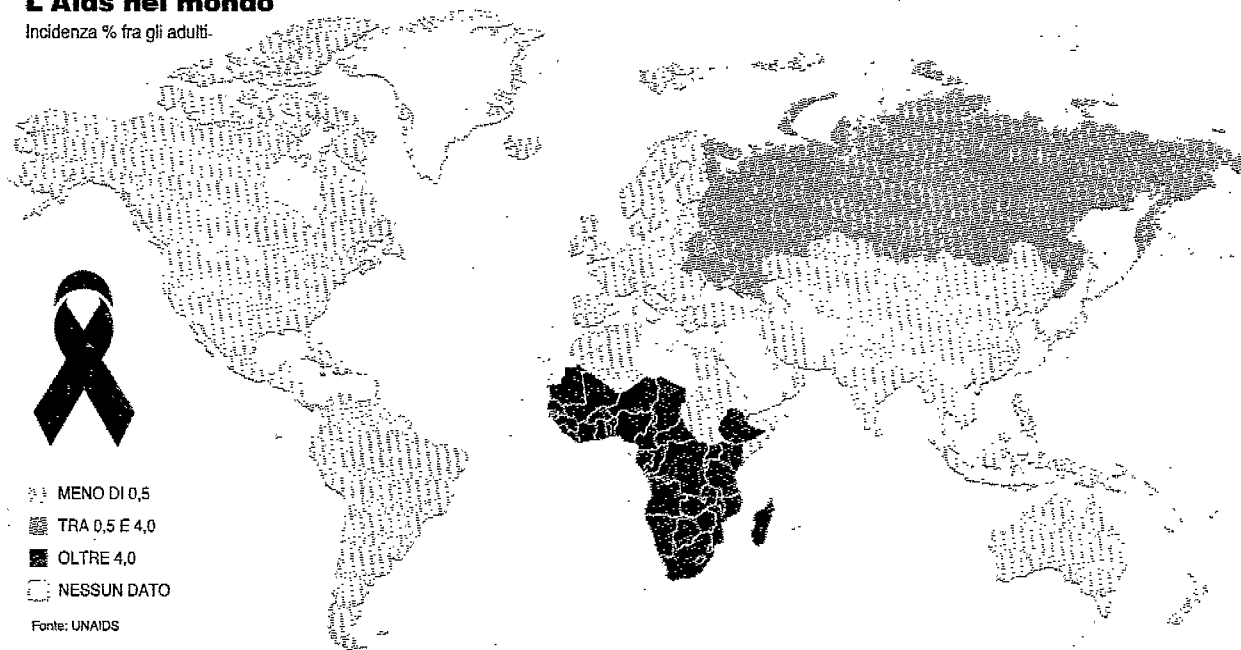 L'Aids nel mondo
Incidenza % fra gli adulti-
MENO DI 0,5
TRA 0,5 E 4,0
OLTRE 4,0
NESSUN DATO
Fonte: UNAIDS